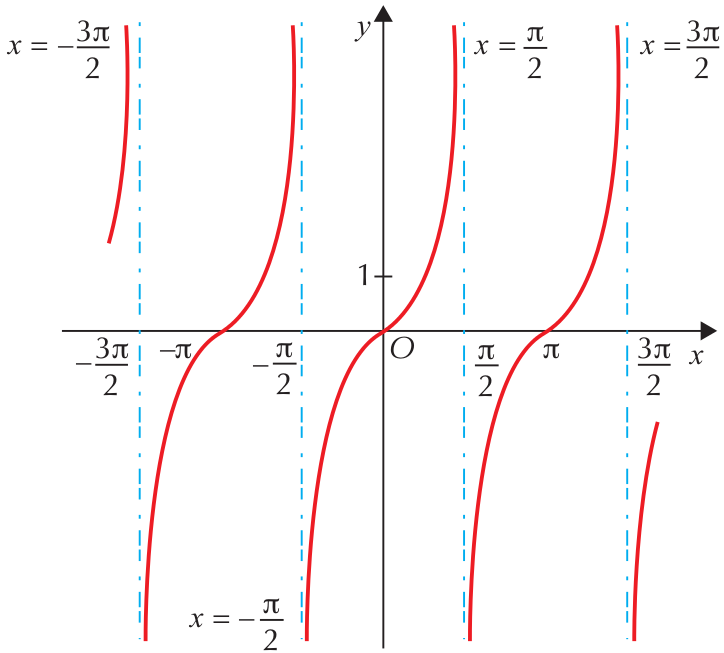 x = −3π/2
y
x = π/2
x = 3π/2
1
−3π/2
−π
−π/2
O
π/2
π
3π/2
x
x = −π/2